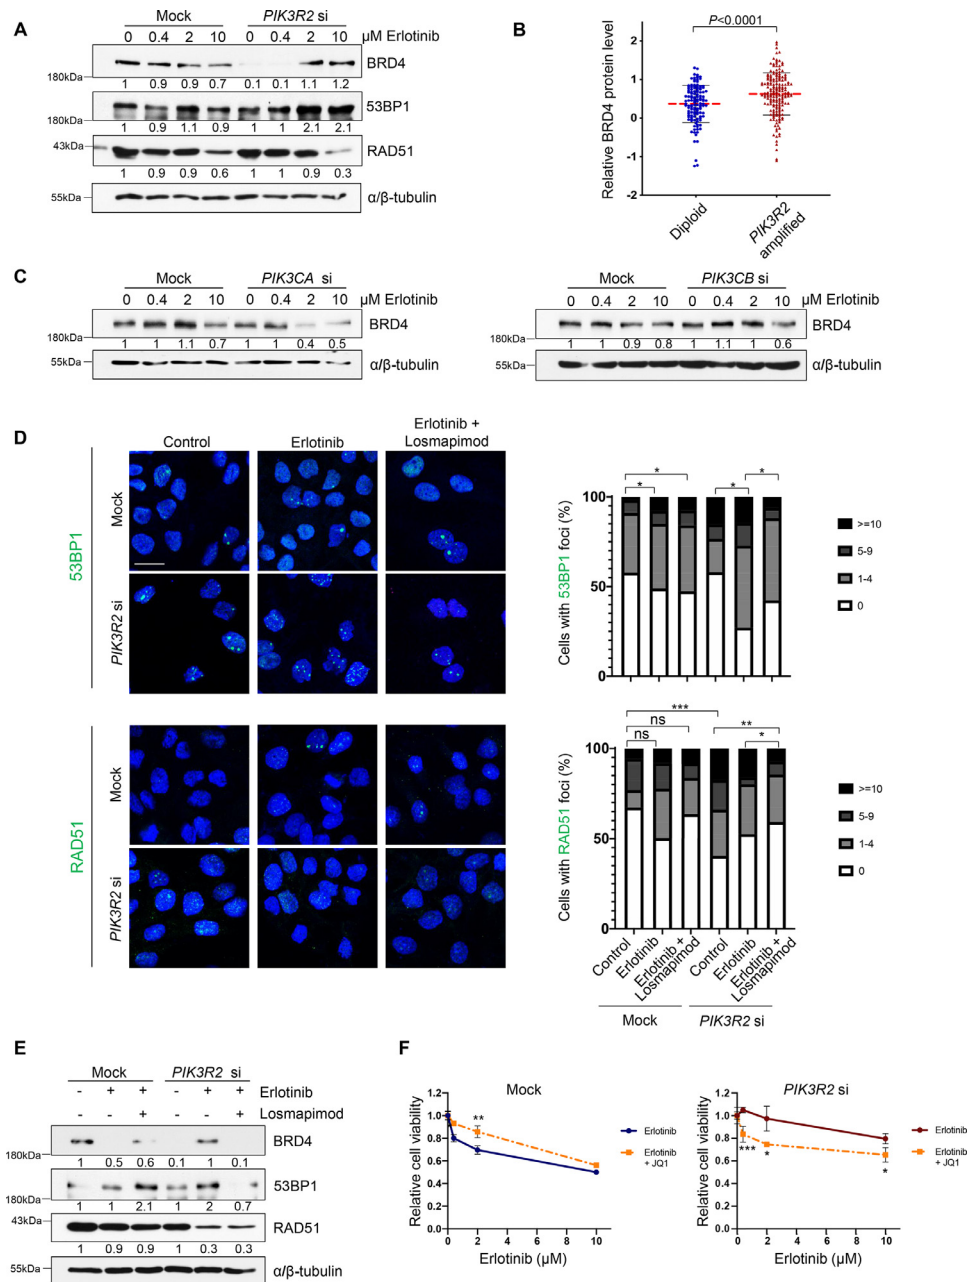 A
Mock
PIK3R2 si
0 0.4 2 10 0 0.4 2 10 µM Erlotinib
BRD4
180kDa
1 0.9 0.9 0.7 0.1 0.1 1.1 1.2
53BP1
180kDa
1 0.9 1.1 0.9 1 1 2.1 2.1
43kDa
RAD51
1 0.9 0.9 0.6 1 1 0.9 0.3
55kDa
α/β-tubulin
B
P<0.0001
Relative BRD4 protein level
2
1
0
-1
-2
Diploid
PIK3R2 amplified
C
Mock
PIK3CA si
0 0.4 2 10 0 0.4 2 10
µM Erlotinib
BRD4
180kDa
1 1 1.1 0.7 1 1 0.4 0.5
55kDa
α/β-tubulin
Mock
PIK3CB si
0 0.4 2 10 0 0.4 2 10
µM Erlotinib
BRD4
180kDa
1 1 0.9 0.8 1 1.1 1 0.6
55kDa
α/β-tubulin
D
Control
Erlotinib
Erlotinib +
Losmapimod
53BP1
Mock
PIK3R2 si
RAD51
Mock
PIK3R2 si
Cells with 53BP1 foci (%)
100
50
0
* * * *
>=10
5-9
1-4
0
Cells with RAD51 foci (%)
100
50
0
***
ns
ns
**
*
>=10
5-9
1-4
0
Control
Erlotinib
Erlotinib +
Losmapimod
Control
Erlotinib
Erlotinib +
Losmapimod
Mock
PIK3R2 si
E
Mock
PIK3R2 si
- + + - + + Erlotinib
- - + - - + Losmapimod
BRD4
180kDa
1 0.5 0.6 0.1 1 0.1
53BP1
180kDa
1 1 2.1 1 2 0.7
43kDa
RAD51
1 0.9 0.9 1 0.3 0.3
55kDa
α/β-tubulin
F
Mock
Relative cell viability
1.2
1.0
0.8
0.6
0.4
0.2
0.0
**
0 2 4 6 8 10
Erlotinib (µM)
Erlotinib
Erlotinib
+ JQ1
PIK3R2 si
Relative cell viability
1.2
1.0
0.8
0.6
0.4
0.2
0.0
***
*
*
0 2 4 6 8 10
Erlotinib (µM)
Erlotinib
Erlotinib
+ JQ1